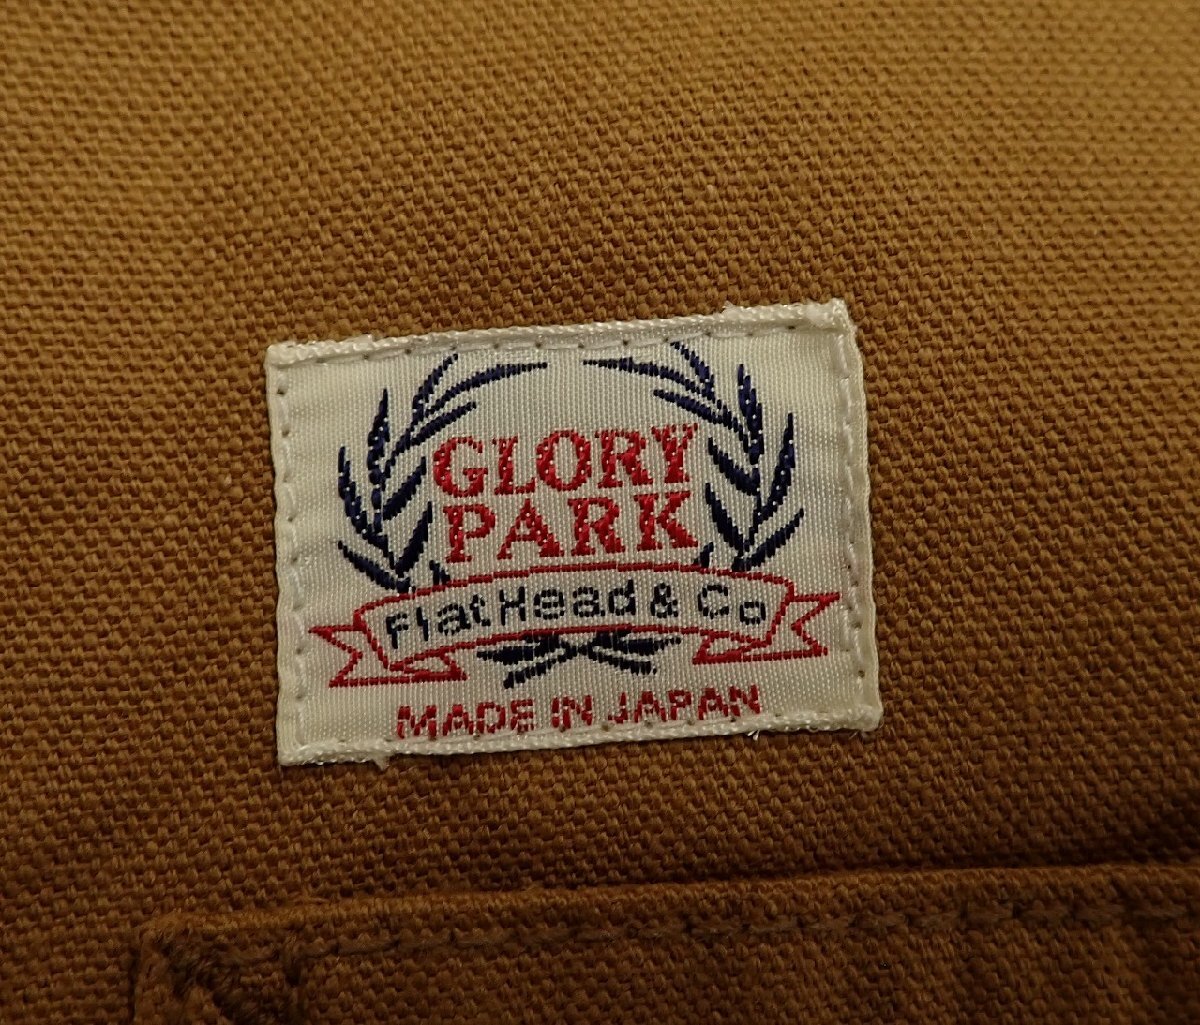 GLORY
PARK
FlatHead & Co
MADE IN JAPAN